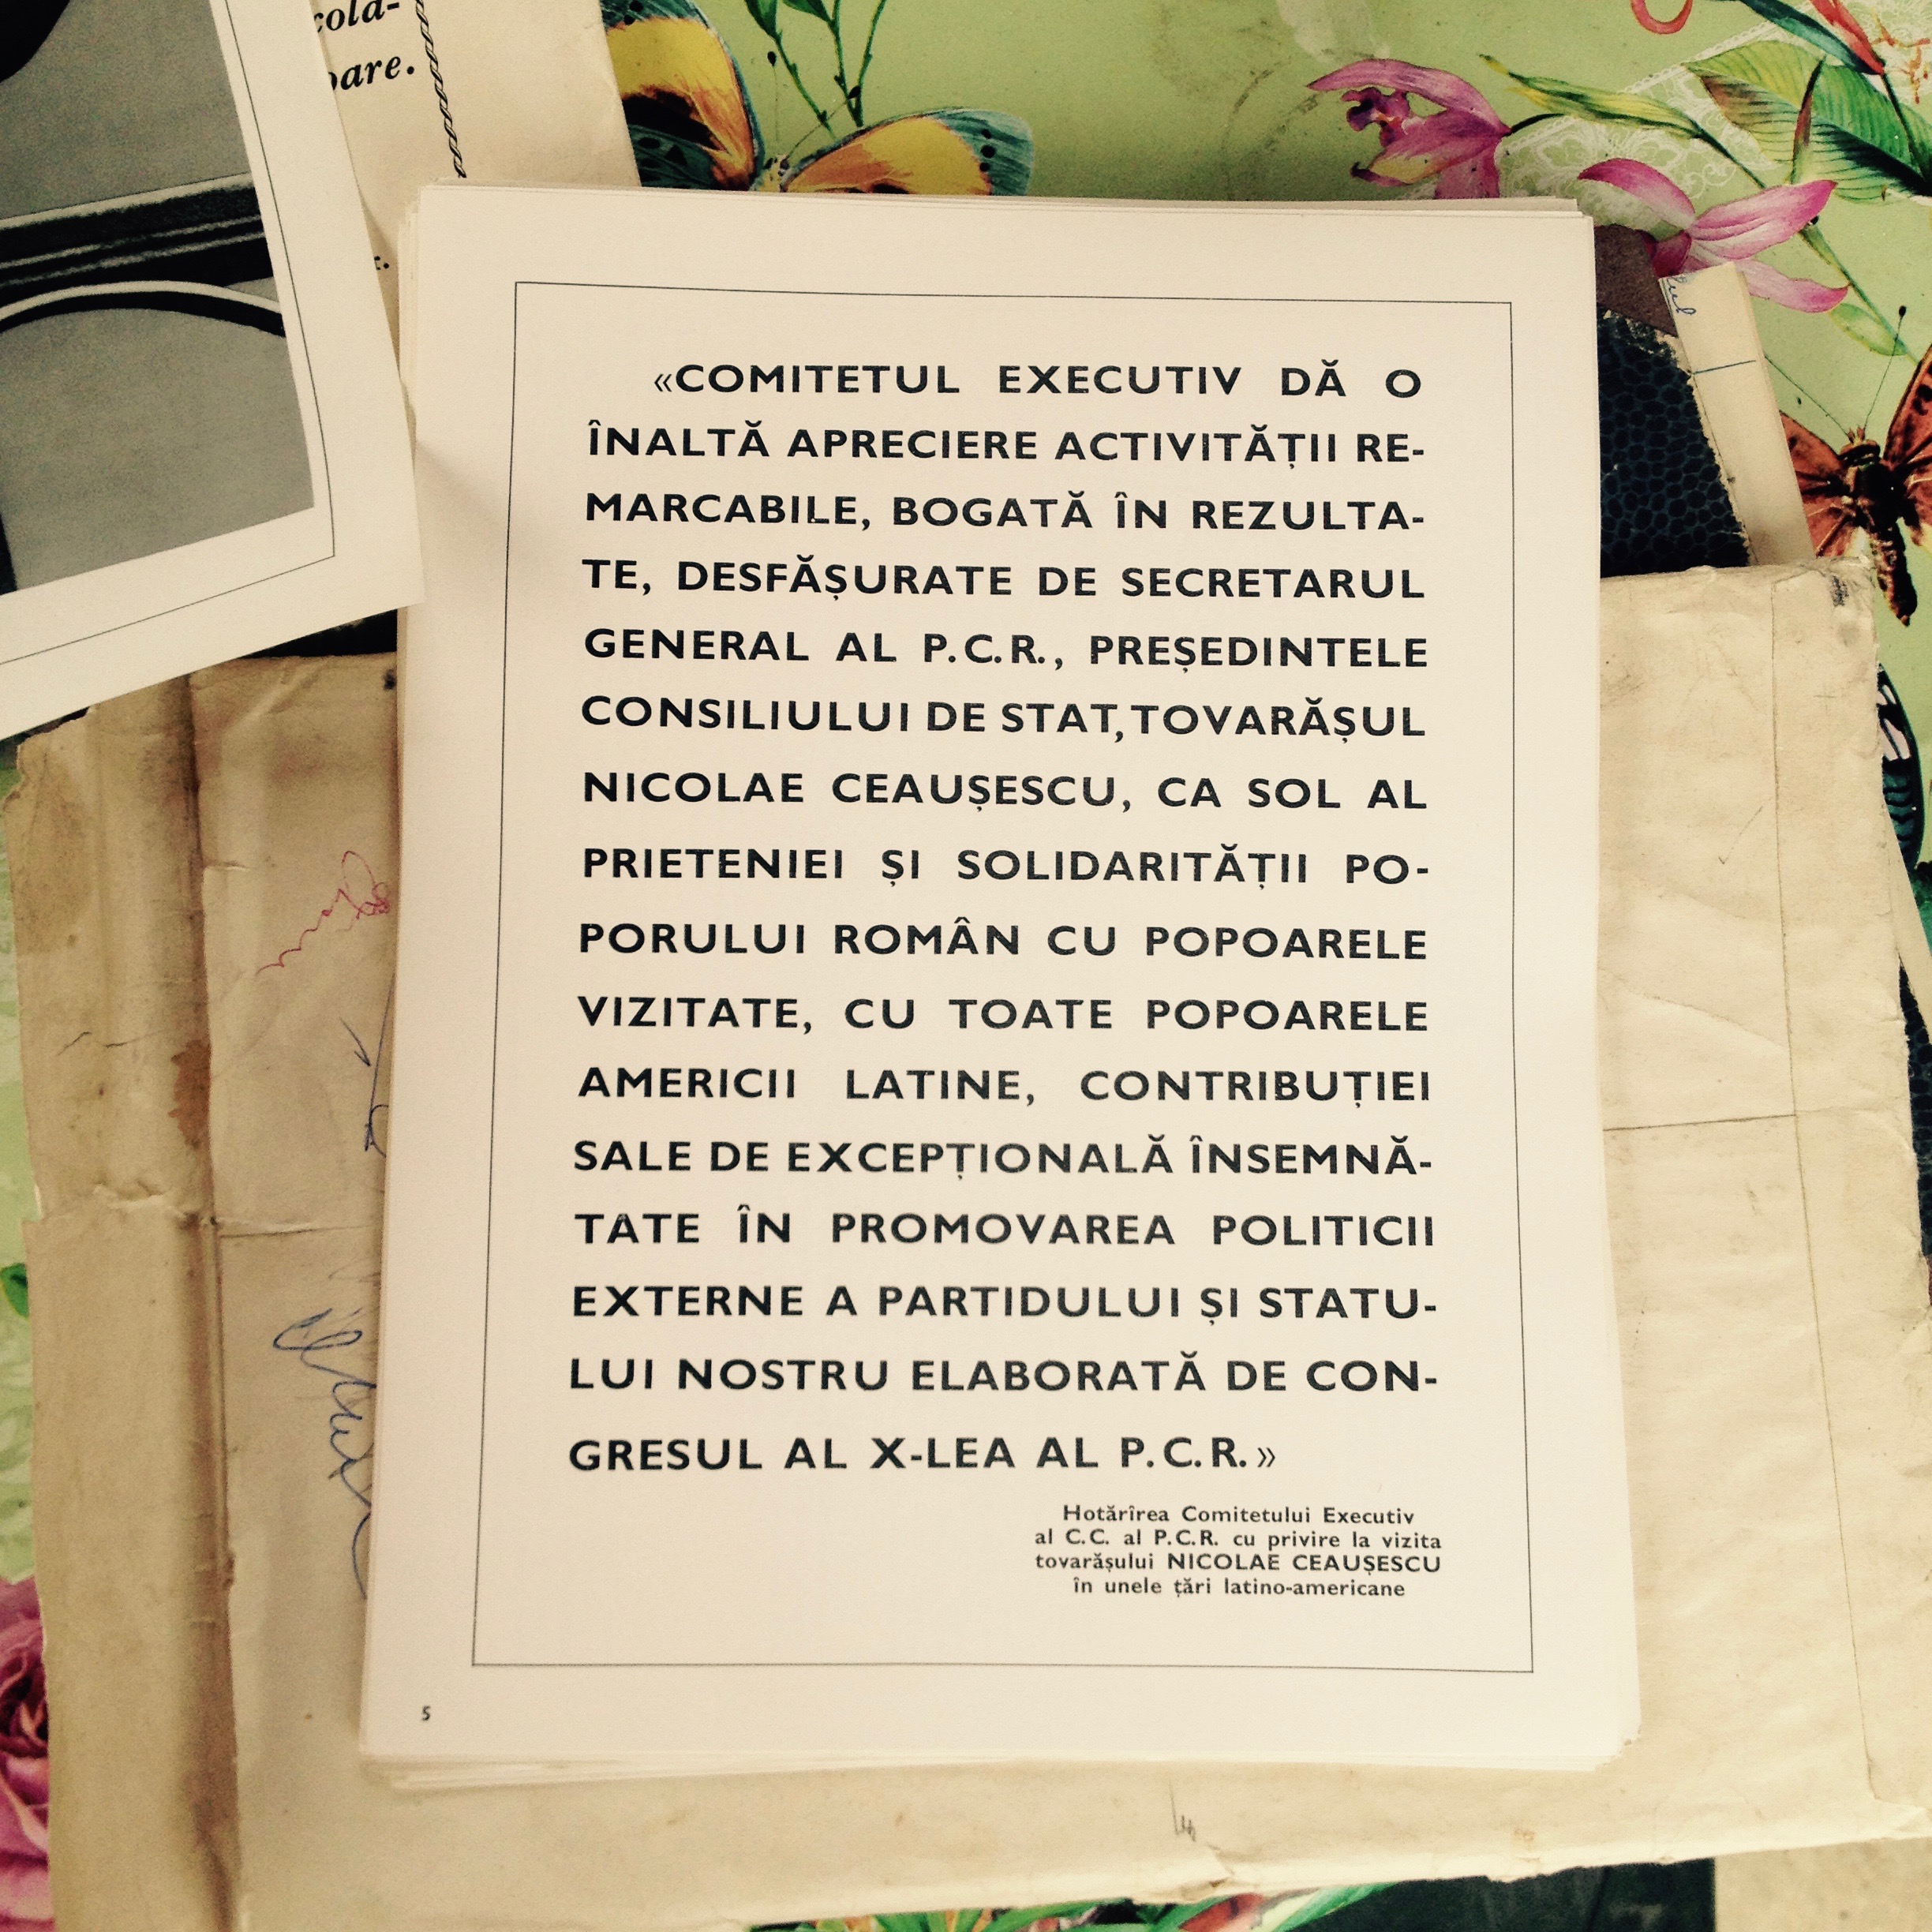 cola-
oare.
«COMITETUL EXECUTIV DĂ O
ÎNALTĂ APRECIERE ACTIVITĂȚII RE-
MARCABILE, BOGATĂ ÎN REZULTA-
TE, DESFĂȘURATE DE SECRETARUL
GENERAL AL P.C.R., PREȘEDINTELE
CONSILIULUI DE STAT, TOVARĂȘUL
NICOLAE CEAUȘESCU, CA SOL AL
PRIETENIEI ȘI SOLIDARITĂȚII PO-
PORULUI ROMÂN CU POPOARELE
VIZITATE, CU TOATE POPOARELE
AMERICII LATINE, CONTRIBUȚIEI
SALE DE EXCEPȚIONALĂ ÎNSEMNĂ-
TATE ÎN PROMOVAREA POLITICII
EXTERNE A PARTIDULUI ȘI STATU-
LUI NOSTRU ELABORATĂ DE CON-
GRESUL AL X-LEA AL P.C.R.»
Hotărîrea Comitetului Executiv
al C.C. al P.C.R. cu privire la vizita
tovarășului NICOLAE CEAUȘESCU
în unele țări latino-americane
5